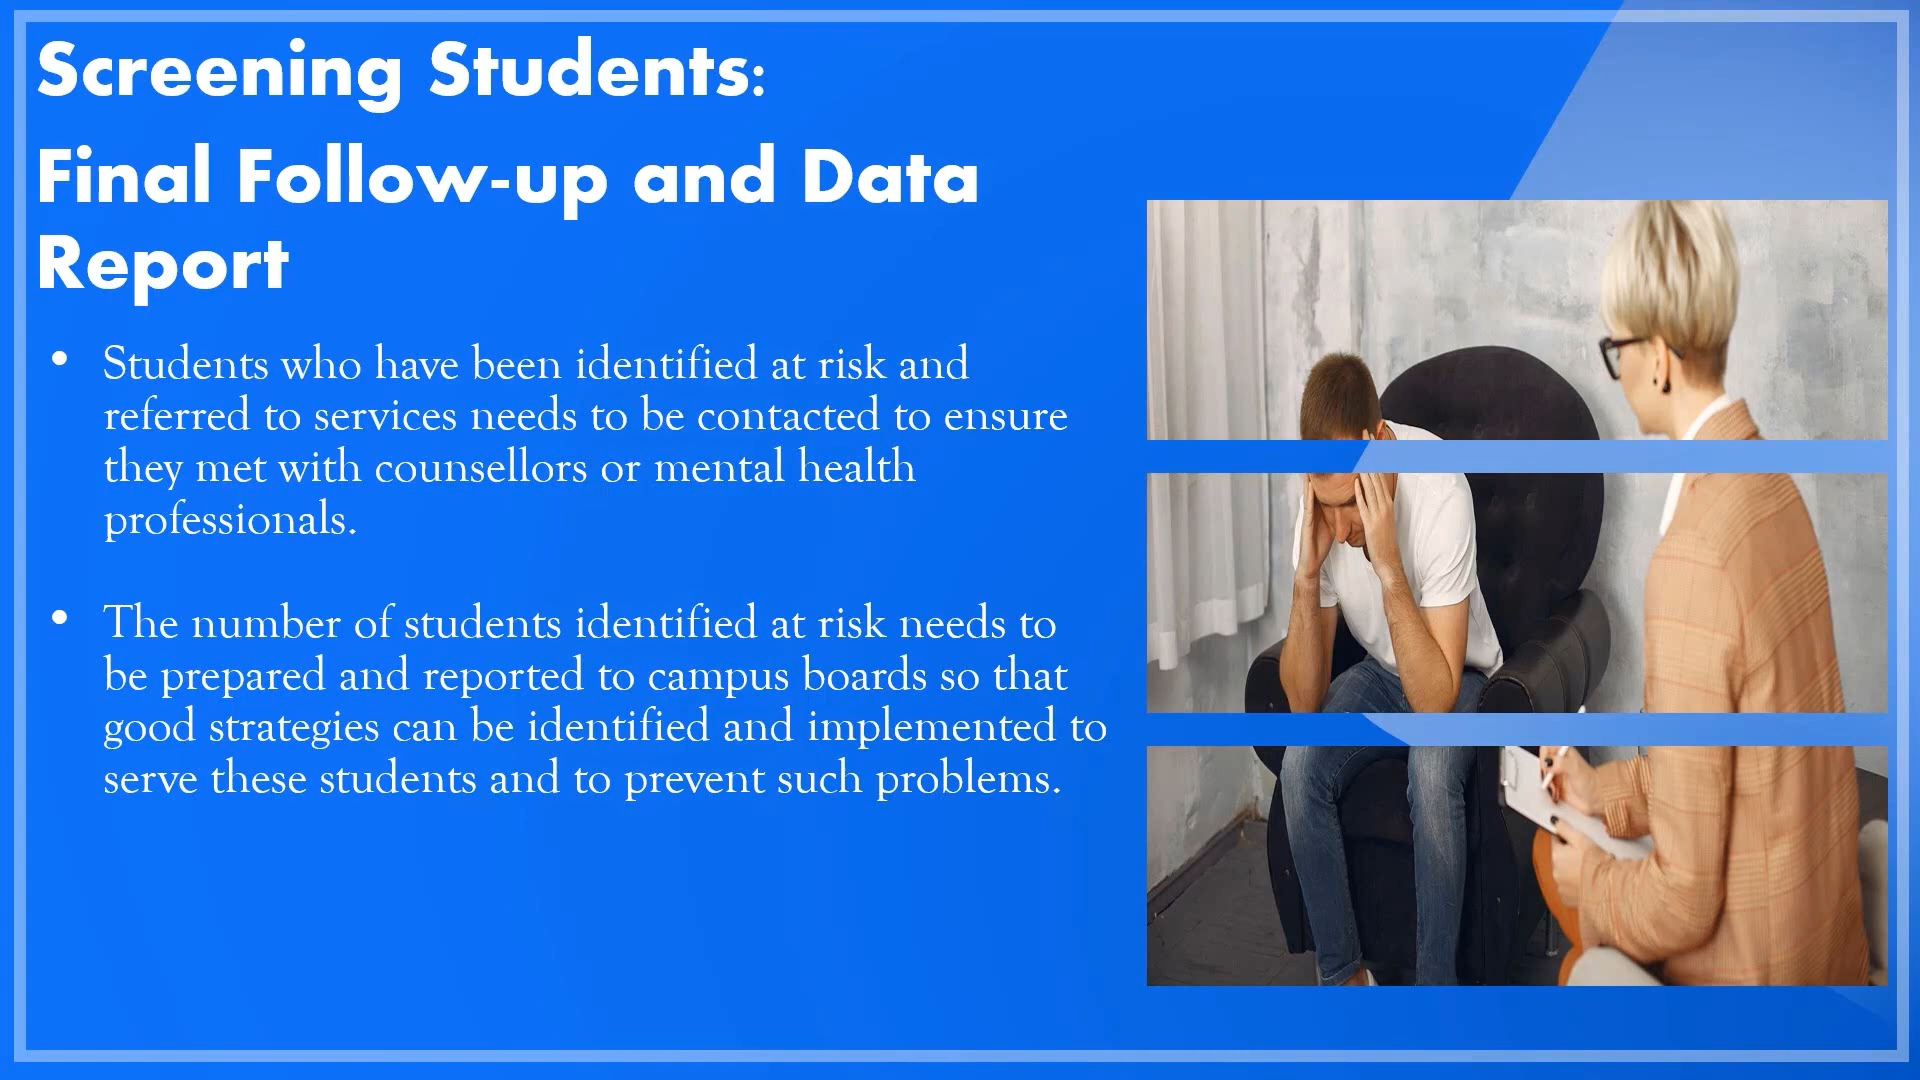 Screening Students:
Final Follow-up and Data
Report
• Students who have been identified at risk and
referred to services needs to be contacted to ensure
they met with counsellors or mental health
professionals.
• The number of students identified at risk needs to
be prepared and reported to campus boards so that
good strategies can be identified and implemented to
serve these students and to prevent such problems.